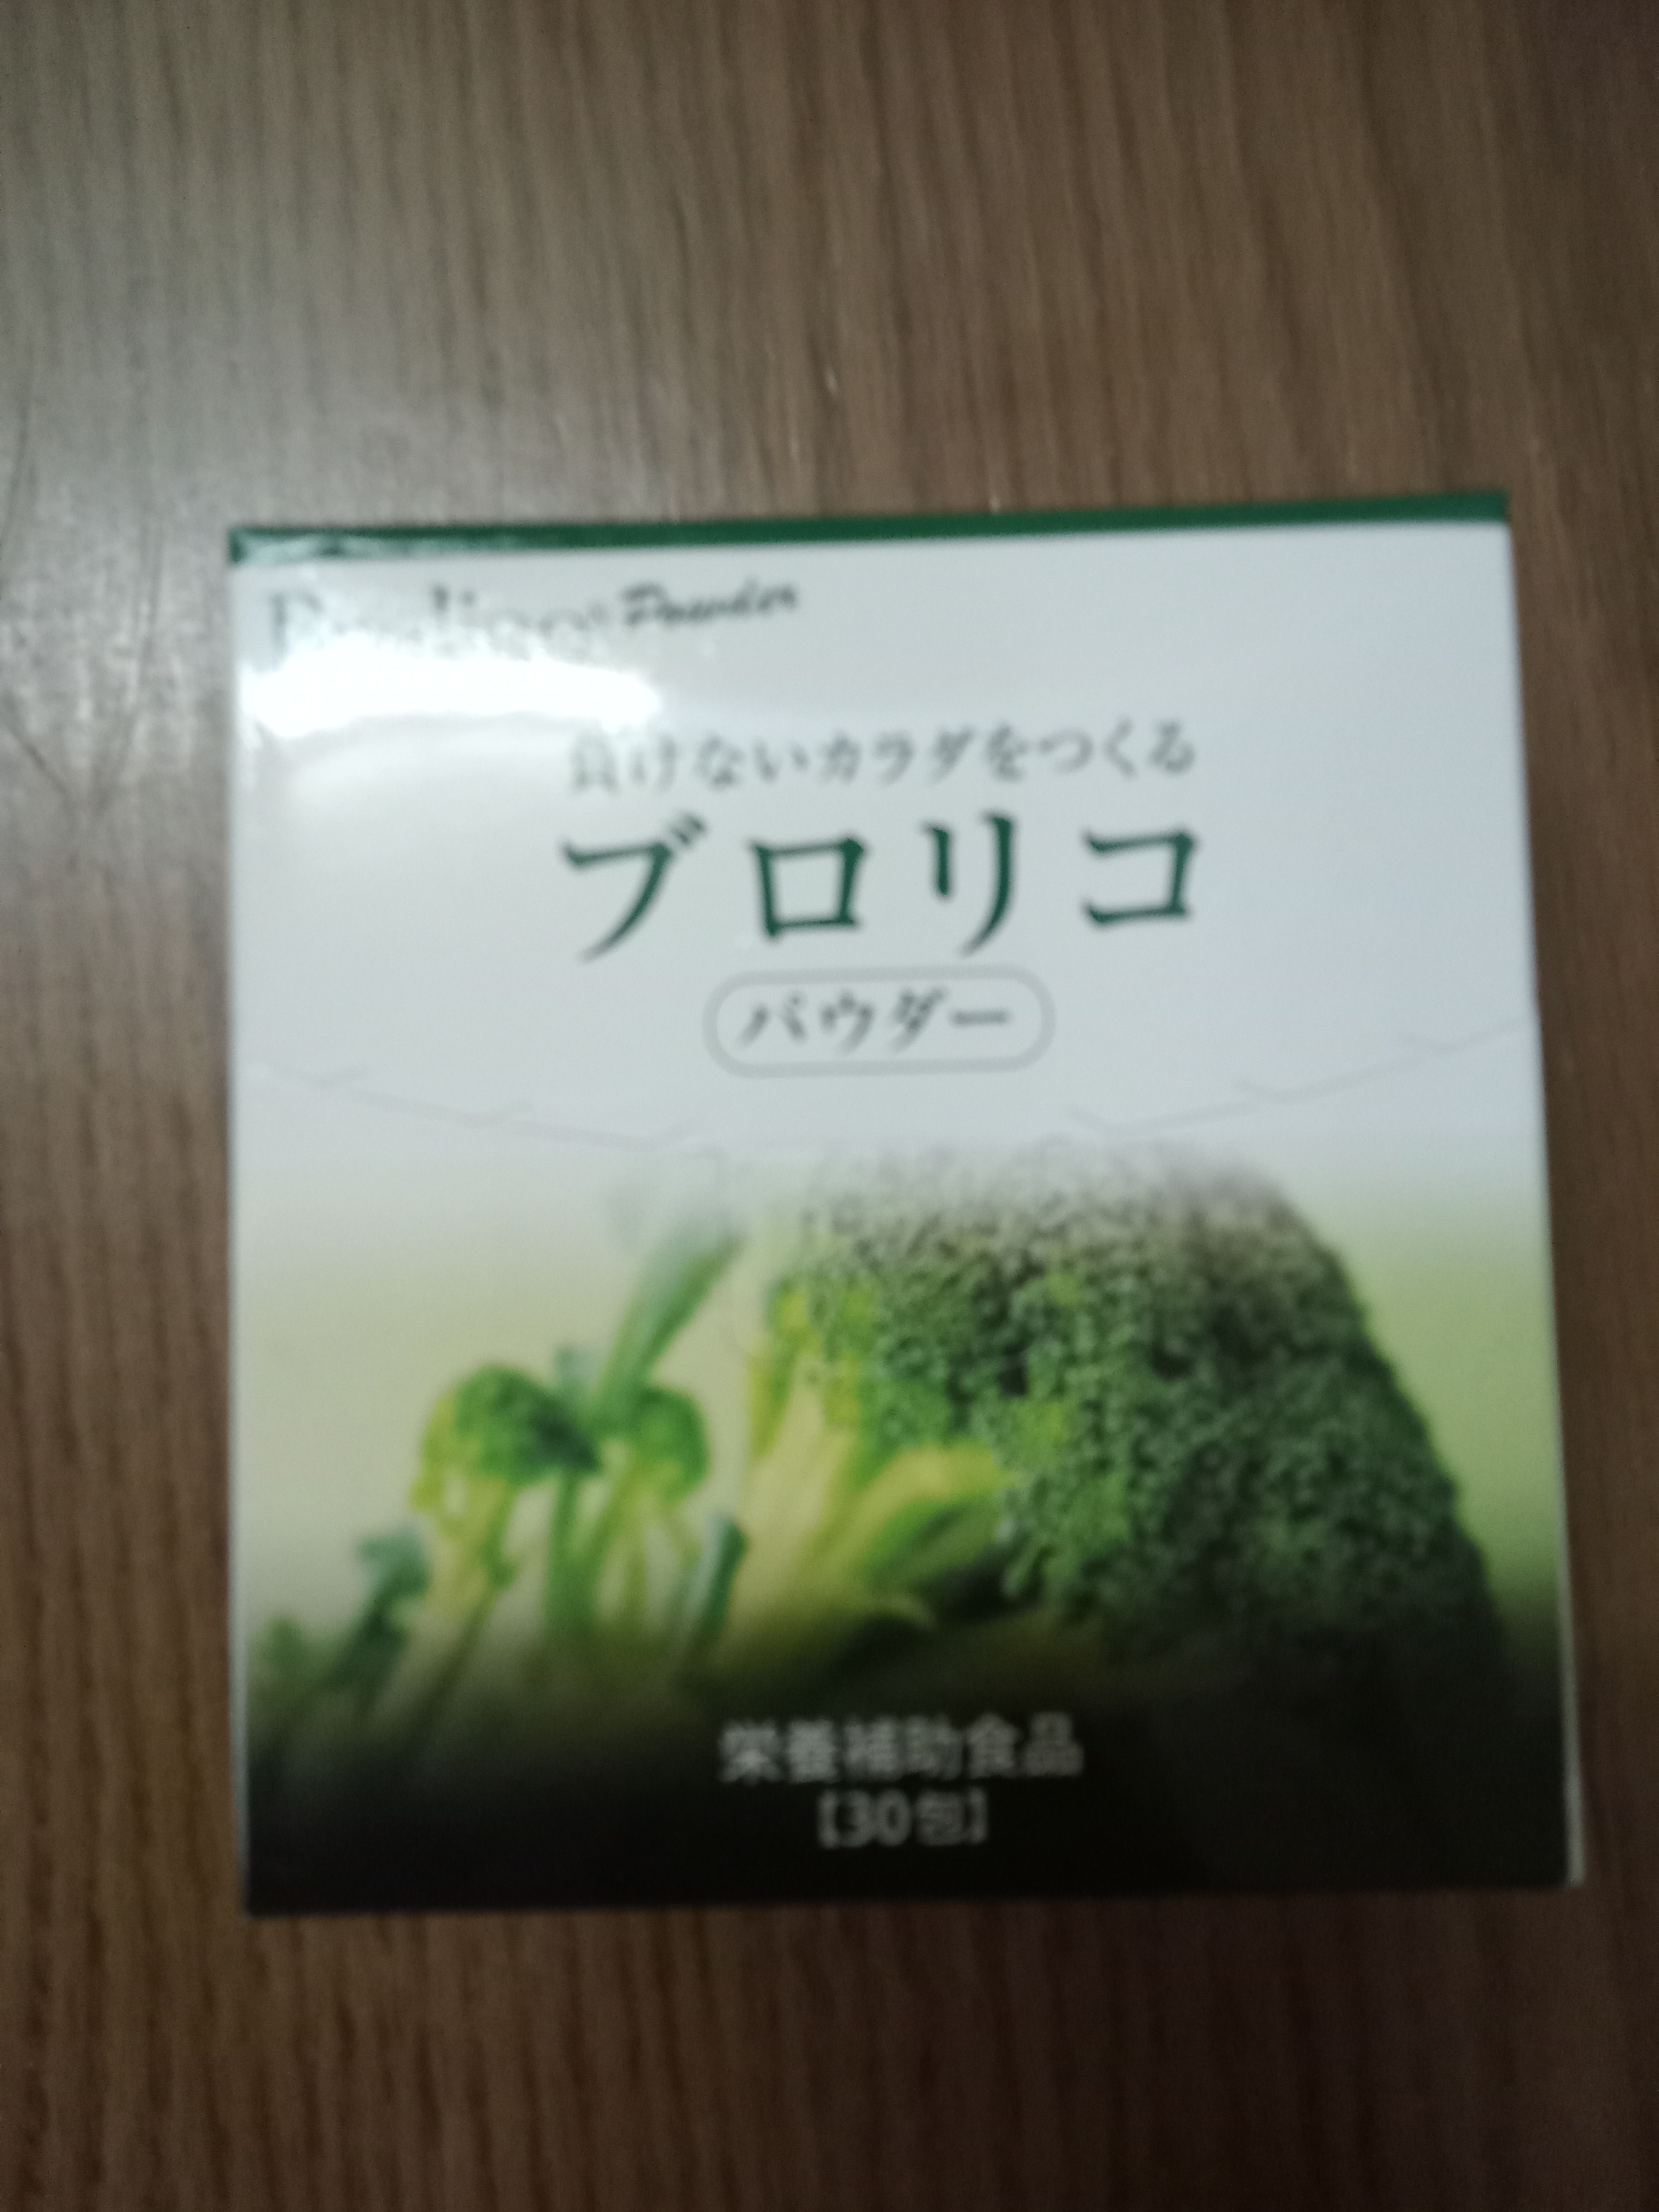 Powder
負けないカラダをつくる
ブロリコ
パウダー
栄養補助食品
【30包】